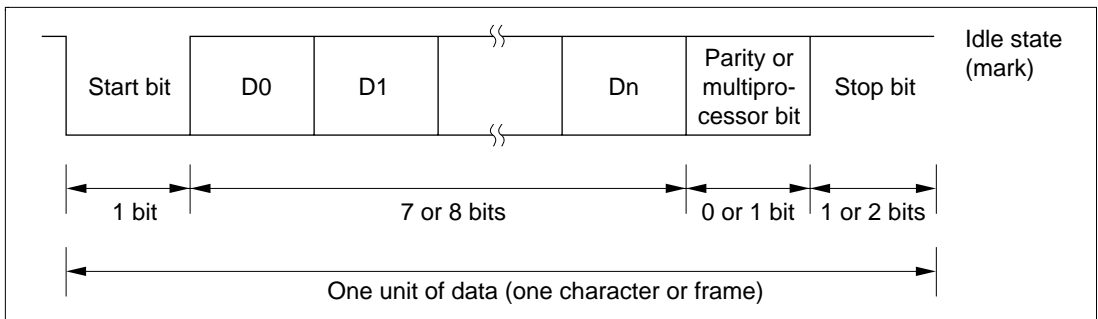 Idle state
(mark)
Start bit
D0
D1
Dn
Parity or
multipro-
cessor bit
Stop bit
1 bit
7 or 8 bits
0 or 1 bit
1 or 2 bits
One unit of data (one character or frame)